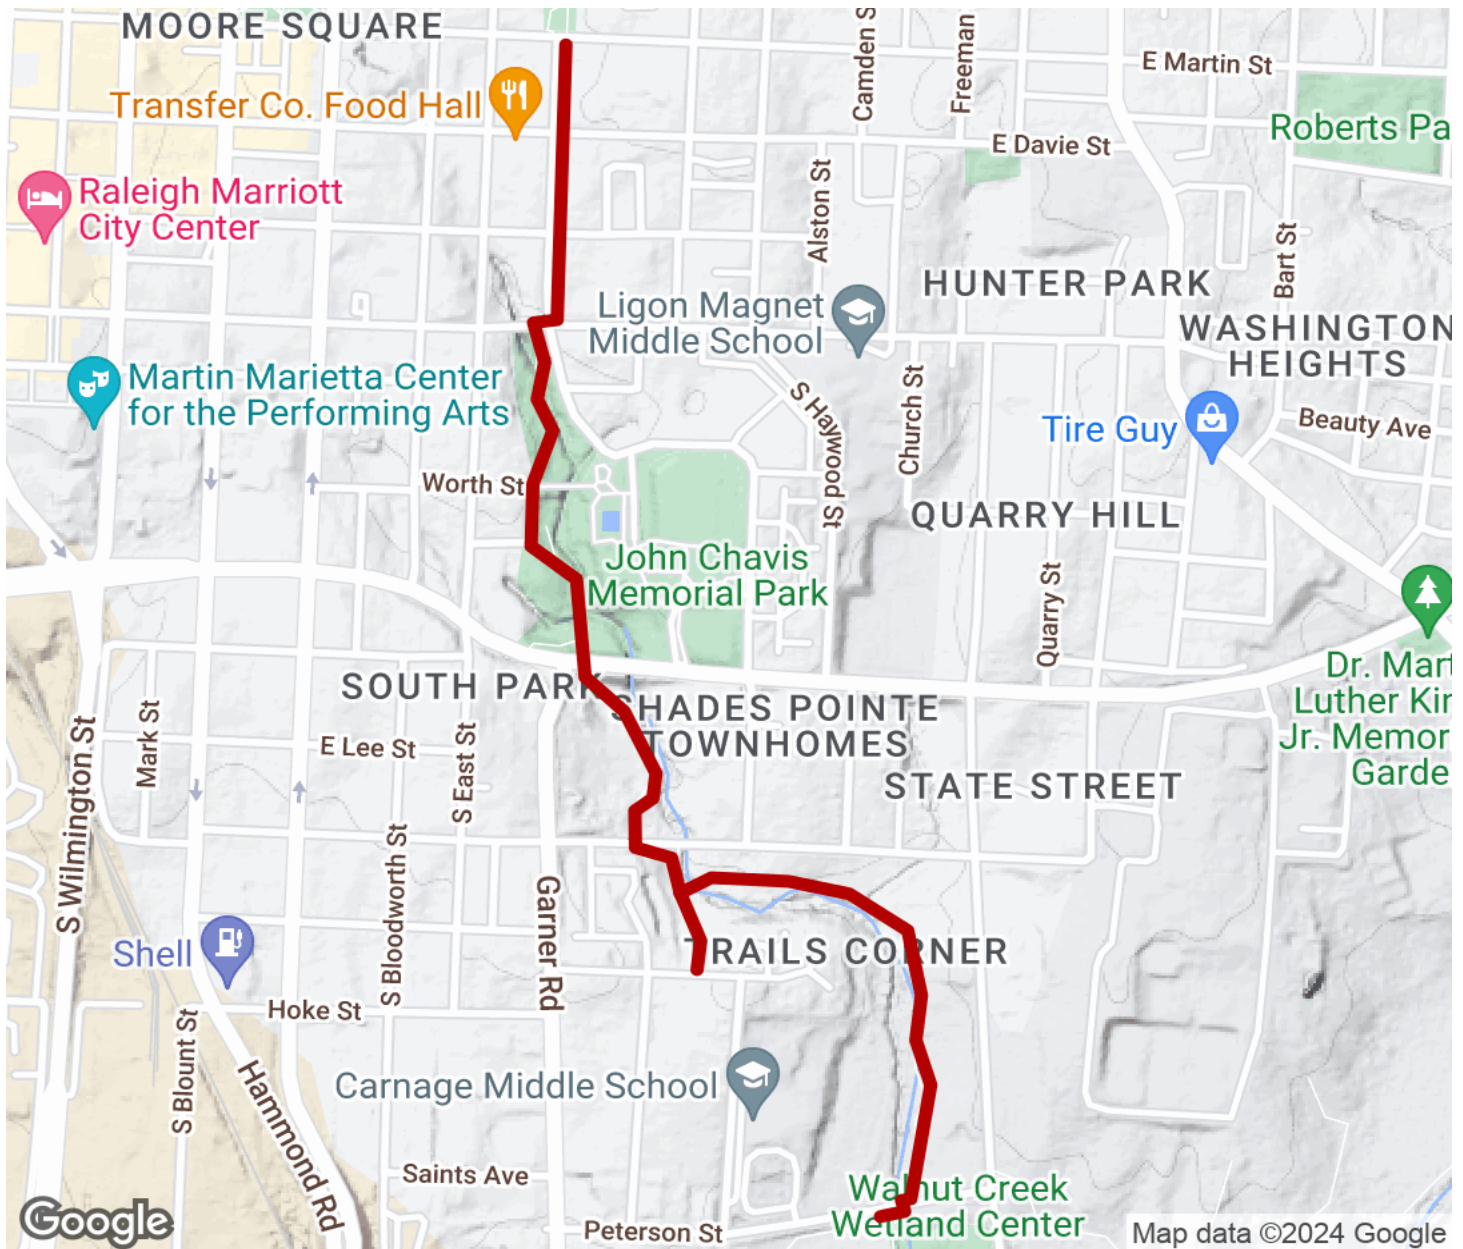 MOORE SQUARE
Camden S
Freeman
E Martin St
Transfer Co. Food Hall
Roberts Pa
E Davie St
Raleigh Marriott
City Center
Alston St
Bart St
HUNTER PARK
Ligon Magnet
Middle School
WASHINGTON
HEIGHTS
Martin Marietta Center
for the Performing Arts
S Haywood St
Church St
Beauty Ave
Tire Guy
Worth St
QUARRY HILL
John Chavis
Memorial Park
Quarry St
SOUTH PARK
Dr. Mart
Luther Kin
Jr. Memor
Garde
SHADES POINTE
TOWNHOMES
Mark St
E Lee St
S East St
S Wilmington St
STATE STREET
S Bloodworth St
Garner Rd
Shell
TRAILS CORNER
Hoke St
S Blount St
Hammond Rd
Carnage Middle School
Saints Ave
Walnut Creek
Wetland Center
Peterson St
Google
Map data ©2024 Google